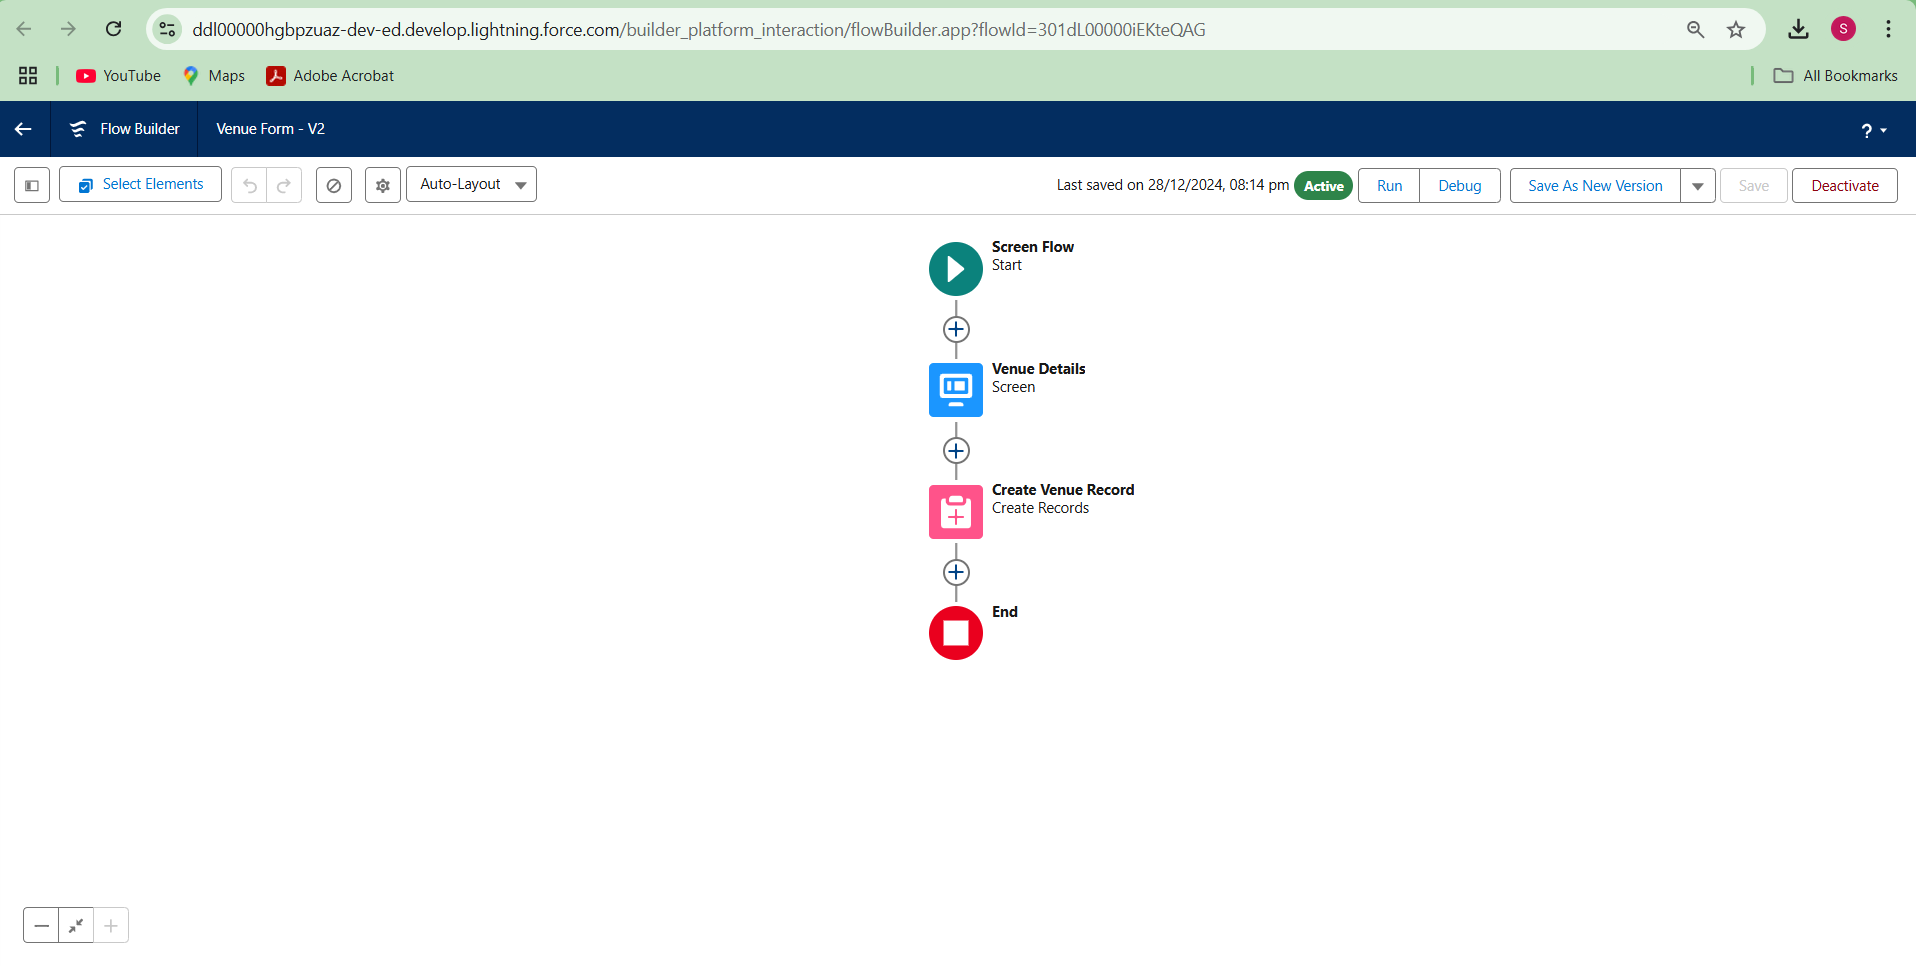 ddl00000hgbpzuaz-dev-ed.develop.lightning.force.com/builder_platform_interaction/flowBuilder.app?flowId=301dL00000iEKteQAG
S
YouTube Maps Adobe Acrobat All Bookmarks
Flow Builder Venue Form - V2 ?
Select Elements Auto-Layout Last saved on 28/12/2024, 08:14 pm Active Run Debug Save As New Version Save Deactivate
Screen Flow
Start
Venue Details
Screen
Create Venue Record
Create Records
End